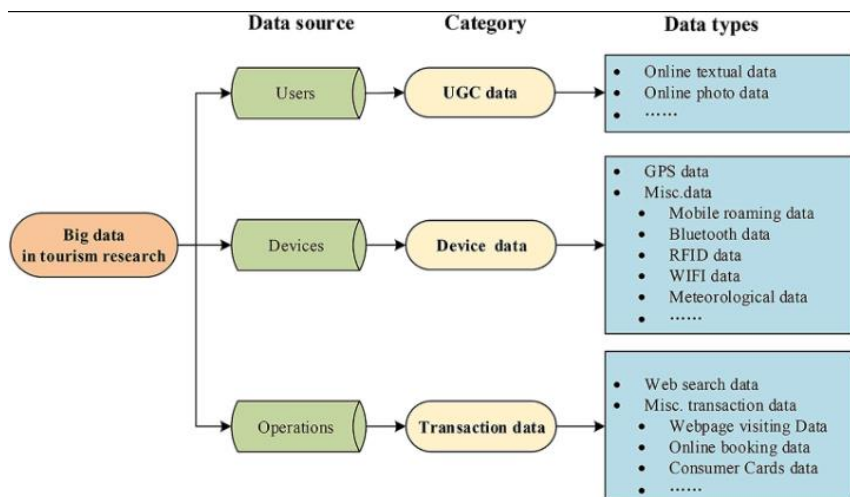 Data source
Category
Data types
Users
UGC data
• Online textual data
• Online photo data
• ······
Big data
in tourism research
Devices
Device data
• GPS data
• Misc.data
• Mobile roaming data
• Bluetooth data
• RFID data
• WIFI data
• Meteorological data
• ······
Operations
Transaction data
• Web search data
• Misc. transaction data
• Webpage visiting Data
• Online booking data
• Consumer Cards data
• ······